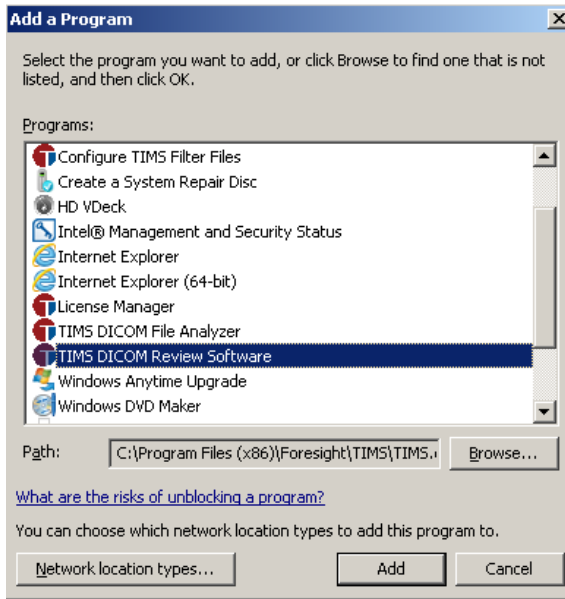 Add a Program
Select the program you want to add, or click Browse to find one that is not
listed, and then click OK.
Programs:
Configure TIMS Filter Files
Create a System Repair Disc
HD VDeck
Intel® Management and Security Status
Internet Explorer
Internet Explorer (64-bit)
License Manager
TIMS DICOM File Analyzer
TIMS DICOM Review Software
Windows Anytime Upgrade
Windows DVD Maker
Path: C:\Program Files (x86)\Foresight\TIMS\TIMS. Browse...
What are the risks of unblocking a program?
You can choose which network location types to add this program to.
Network location types... Add Cancel